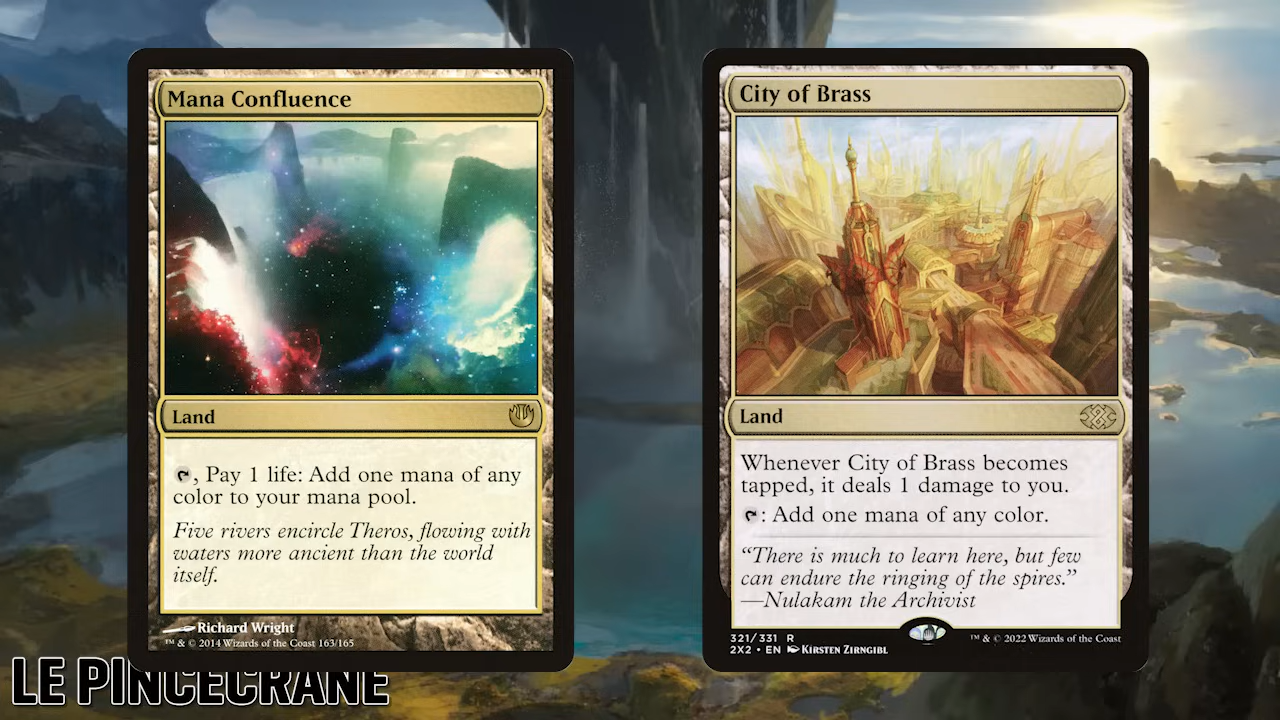 Mana Confluence
Land
, Pay 1 life: Add one mana of any
color to your mana pool.
Five rivers encircle Theros, flowing with
waters more ancient than the world
itself.
Richard Wright
™ & © 2014 Wizards of the Coast 163/165
City of Brass
Land
Whenever City of Brass becomes
tapped, it deals 1 damage to you.
: Add one mana of any color.
“There is much to learn here, but few
can endure the ringing of the spires.”
—Nulakam the Archivist
321/331 R
2X2 • EN Kirsten Zirngibl
™ & © 2022 Wizards of the Coast
LE PINCECRANE